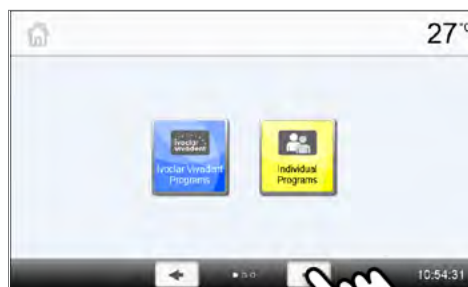 27 °C
ivoclar
vivadent
Ivoclar Vivadent
Programs
Individual
Programs
10:54:31